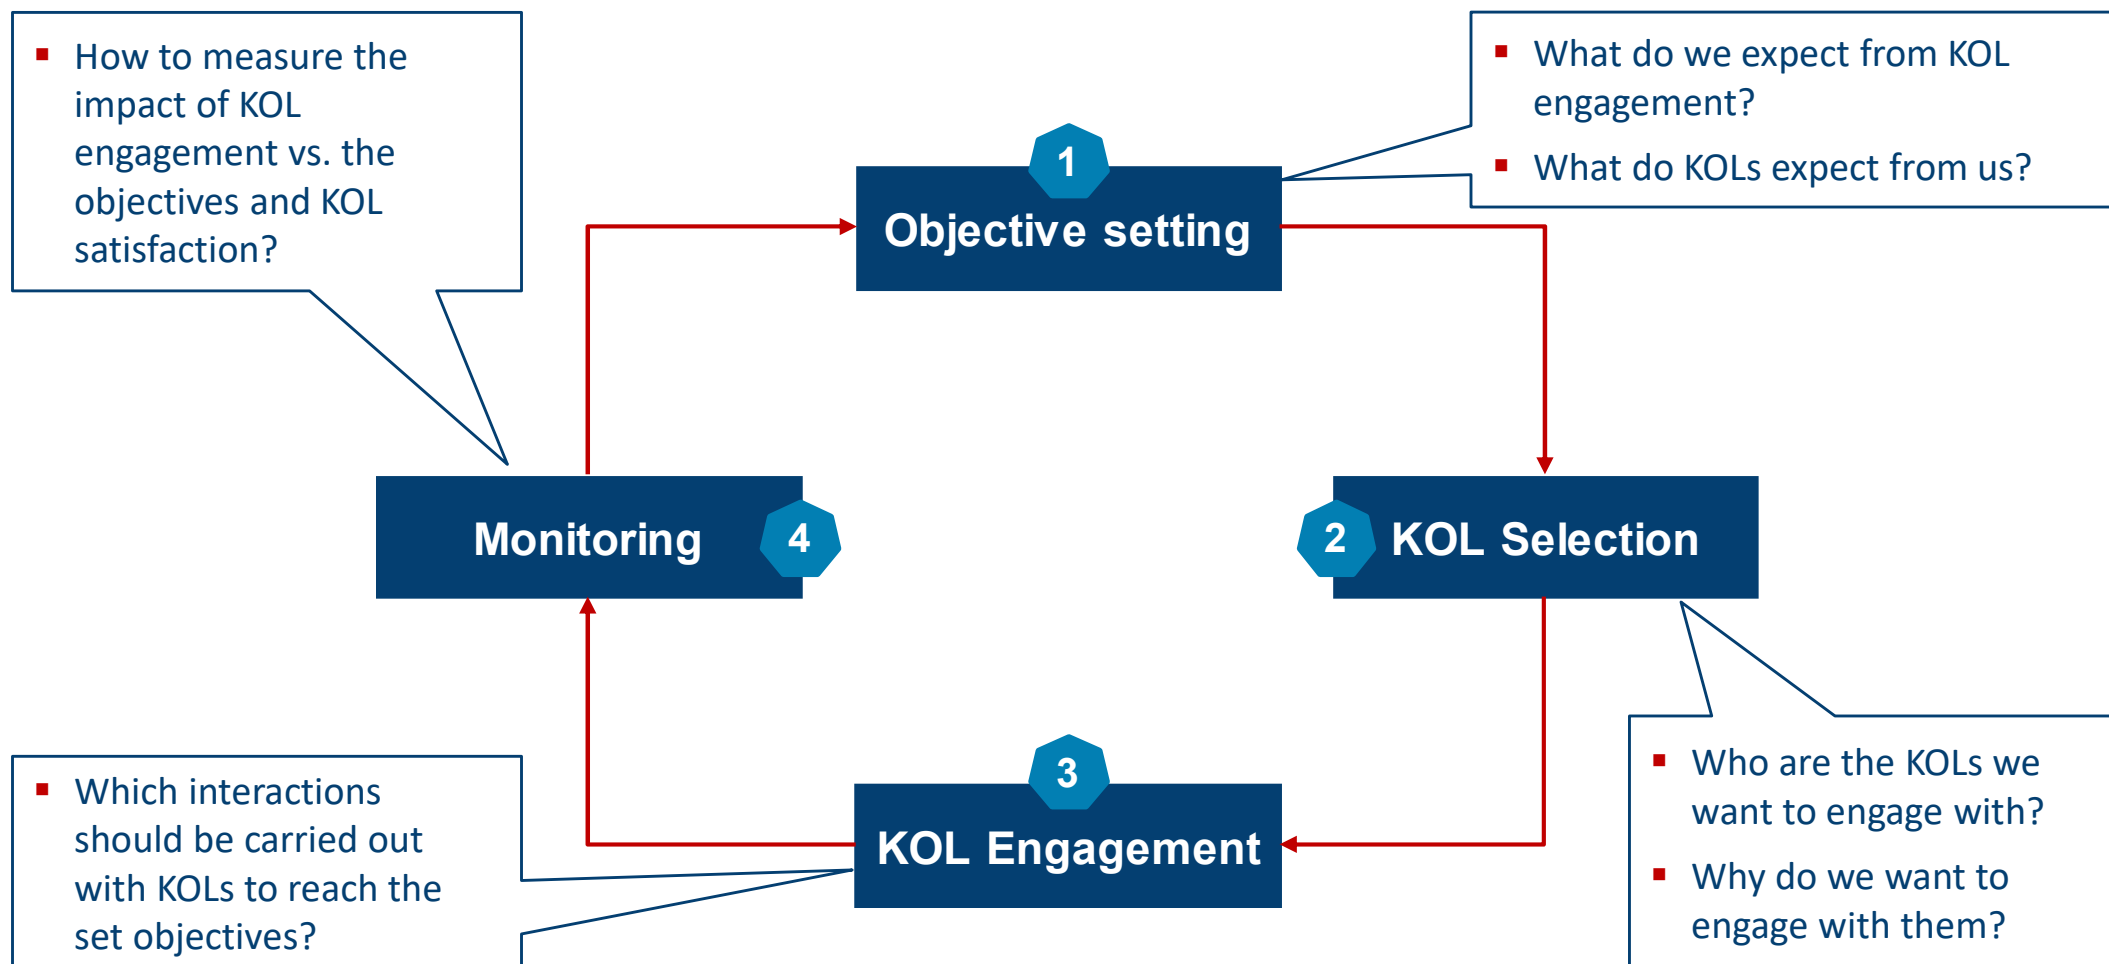 How to measure the
impact of KOL
engagement vs. the
objectives and KOL
satisfaction?
What do we expect from KOL
engagement?
What do KOLs expect from us?
1
Objective setting
Monitoring
4
2
KOL Selection
3
KOL Engagement
Which interactions
should be carried out
with KOLs to reach the
set objectives?
Who are the KOLs we
want to engage with?
Why do we want to
engage with them?